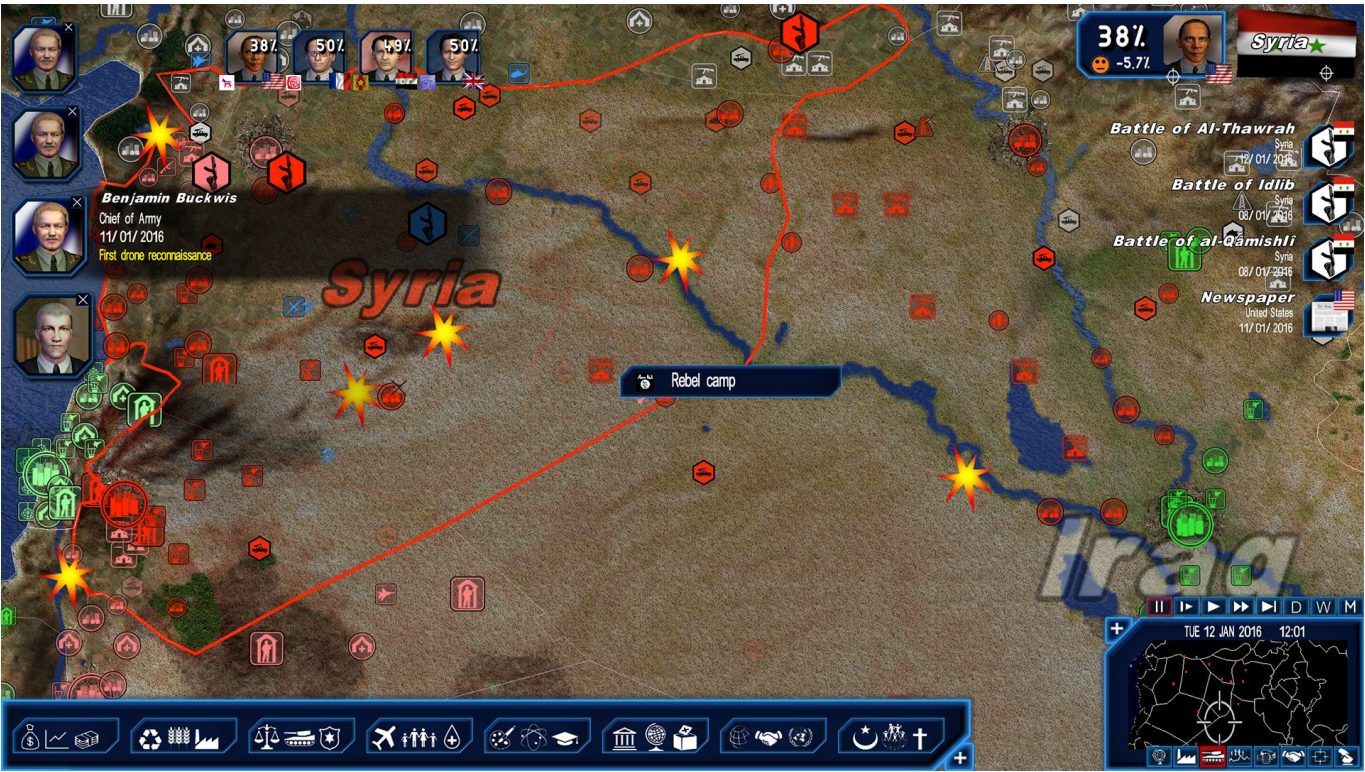 38%
50%
49%
50%
38%
-5.7%
Syria
Battle of Al-Thawrah
Syria
12/01/2016
Battle of Idlib
Syria
08/01/2016
Battle of al-Qâmishlî
Syria
08/01/2016
Newspaper
United States
11/01/2016
Benjamin Buckwis
Chief of Army
11/01/2016
First drone reconnaissance
Syria
Rebel camp
Iraq
D W M
TUE 12 JAN 2016 12:01